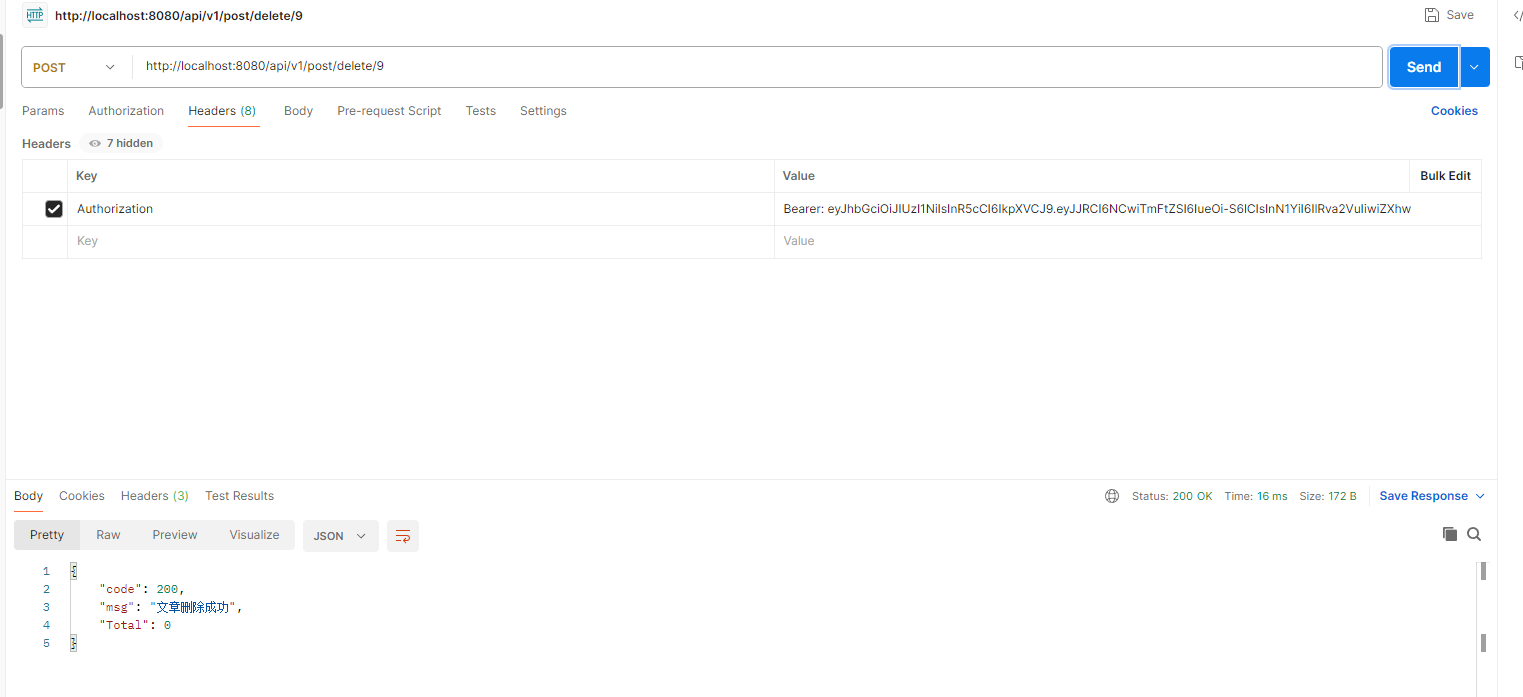 HTTP http://localhost:8080/api/v1/post/delete/9 Save
POST http://localhost:8080/api/v1/post/delete/9 Send
Params Authorization Headers (8) Body Pre-request Script Tests Settings Cookies
Headers 7 hidden
Key Value Bulk Edit
Authorization Bearer: eyJhbGciOiJIUzI1NiIsInR5cCI6IkpXVCJ9.eyJJRCI6NCwiTmFtZSI6IueOi-S6lCIsInN1YiI6IlRva2VuIiwiZXhw
Key Value
Body Cookies Headers (3) Test Results Status: 200 OK Time: 16 ms Size: 172 B Save Response
Pretty Raw Preview Visualize JSON
1 {
2 "code": 200,
3 "msg": "文章删除成功",
4 "Total": 0
5 }